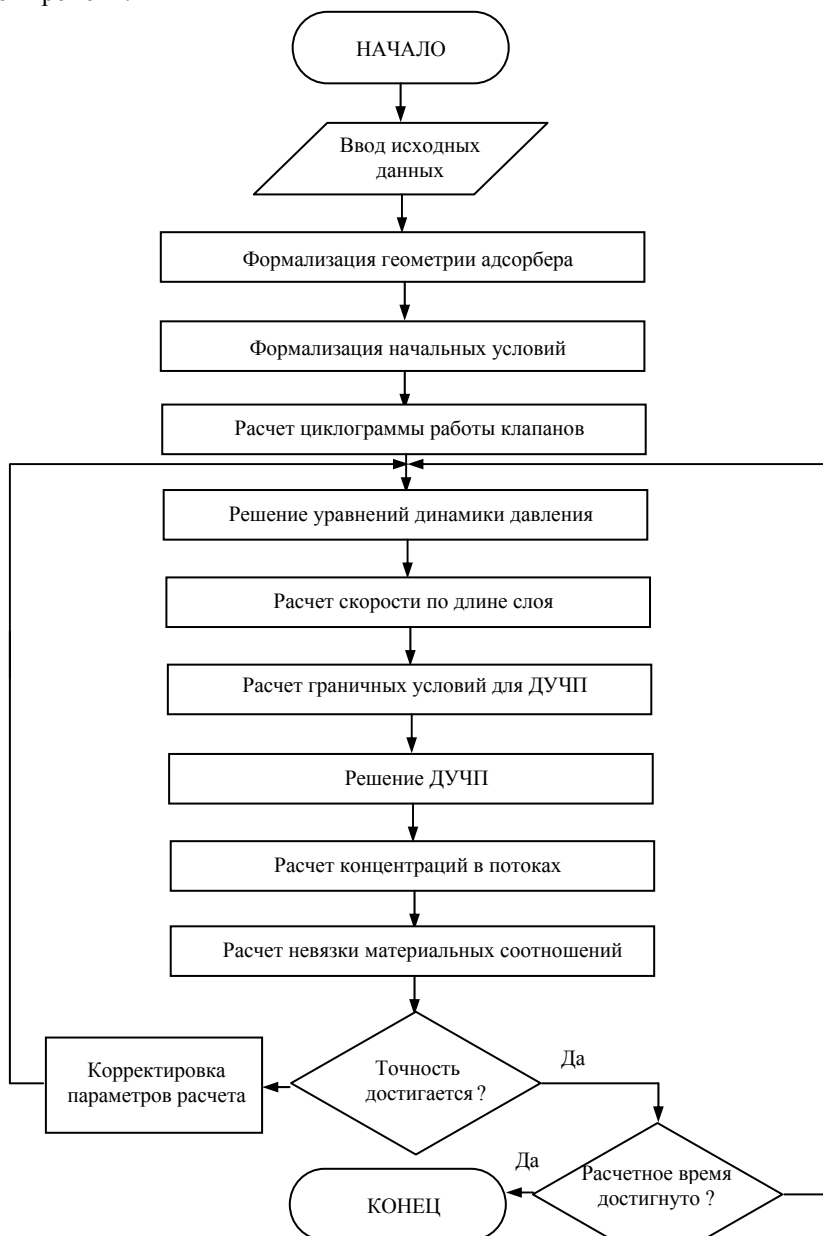 НАЧАЛО
Ввод исходных
данных
Формализация геометрии адсорбера
Формализация начальных условий
Расчет циклограммы работы клапанов
Решение уравнений динамики давления
Расчет скорости по длине слоя
Расчет граничных условий для ДУЧП
Решение ДУЧП
Расчет концентраций в потоках
Расчет невязки материальных соотношений
Точность
достигается ?
Да
Корректировка
параметров расчета
Да
Расчетное время
достигнуто ?
КОНЕЦ